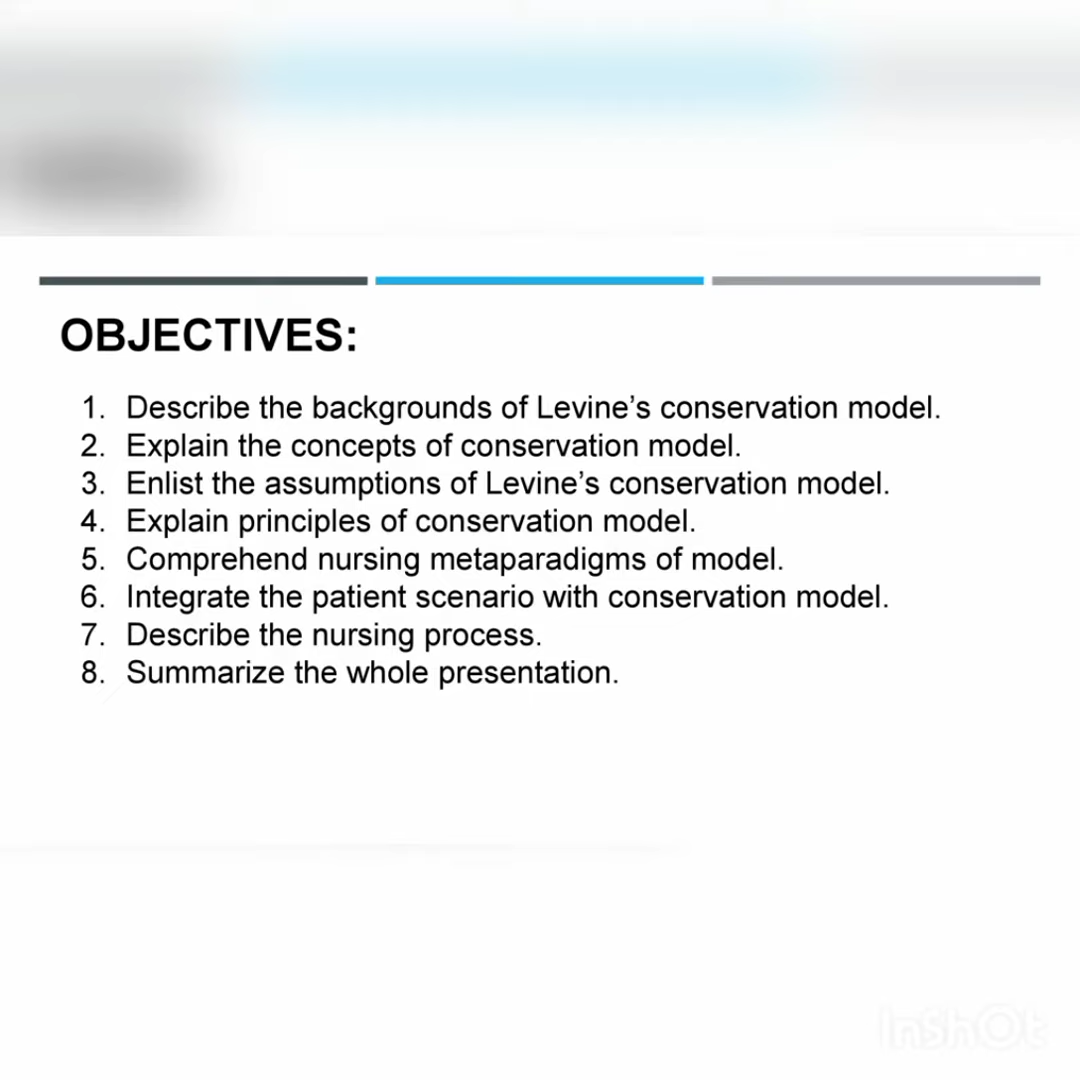 OBJECTIVES:
1. Describe the backgrounds of Levine’s conservation model.
2. Explain the concepts of conservation model.
3. Enlist the assumptions of Levine’s conservation model.
4. Explain principles of conservation model.
5. Comprehend nursing metaparadigms of model.
6. Integrate the patient scenario with conservation model.
7. Describe the nursing process.
8. Summarize the whole presentation.
InShOt